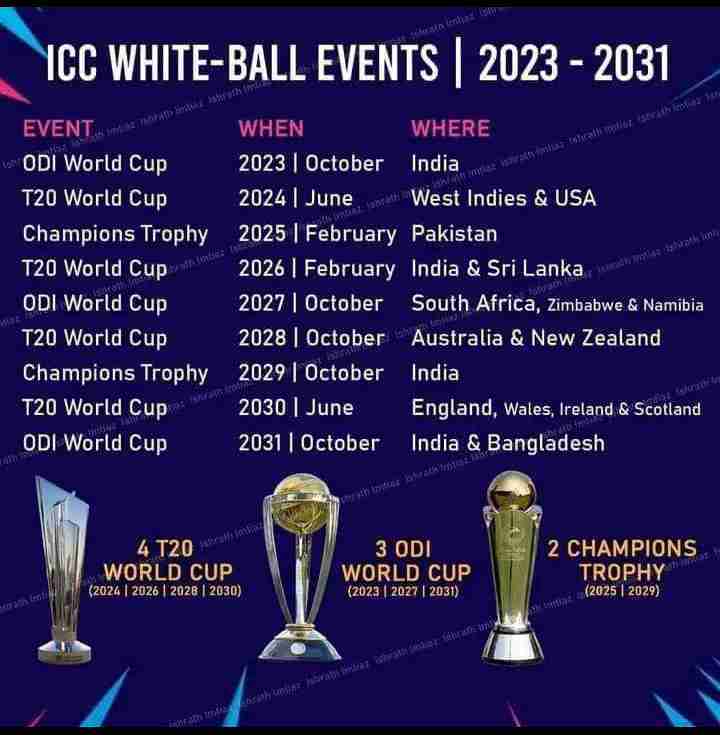 ICC WHITE-BALL EVENTS | 2023 - 2031
EVENT WHEN WHERE
ODI World Cup 2023 | October India
T20 World Cup 2024 | June West Indies & USA
Champions Trophy 2025 | February Pakistan
T20 World Cup 2026 | February India & Sri Lanka
ODI World Cup 2027 | October South Africa, Zimbabwe & Namibia
T20 World Cup 2028 | October Australia & New Zealand
Champions Trophy 2029 | October India
T20 World Cup 2030 | June England, Wales, Ireland & Scotland
ODI World Cup 2031 | October India & Bangladesh
4 T20
WORLD CUP
(2024 | 2026 | 2028 | 2030)
3 ODI
WORLD CUP
(2023 | 2027 | 2031)
2 CHAMPIONS
TROPHY
(2025 | 2029)
Ishrath Imtiaz